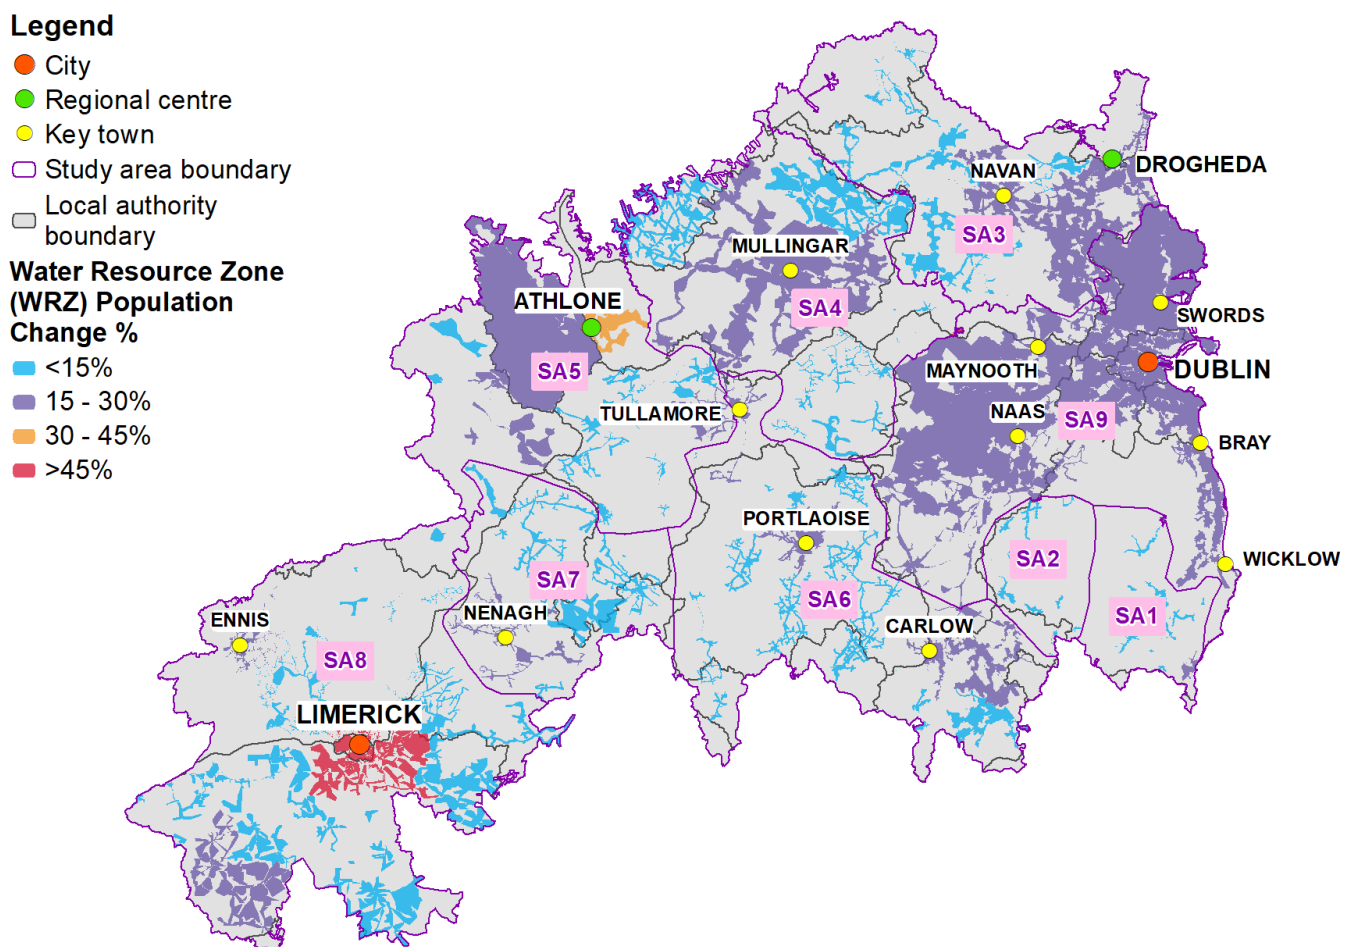 Legend
City
Regional centre
Key town
Study area boundary
Local authority
boundary
Water Resource Zone
(WRZ) Population
Change %
<15%
15 - 30%
30 - 45%
>45%
DROGHEDA
NAVAN
SA3
MULLINGAR
ATHLONE
SA4
SWORDS
MAYNOOTH
DUBLIN
SA5
TULLAMORE
NAAS
SA9
BRAY
PORTLAOISE
SA2
WICKLOW
SA7
SA6
SA1
NENAGH
ENNIS
CARLOW
SA8
LIMERICK